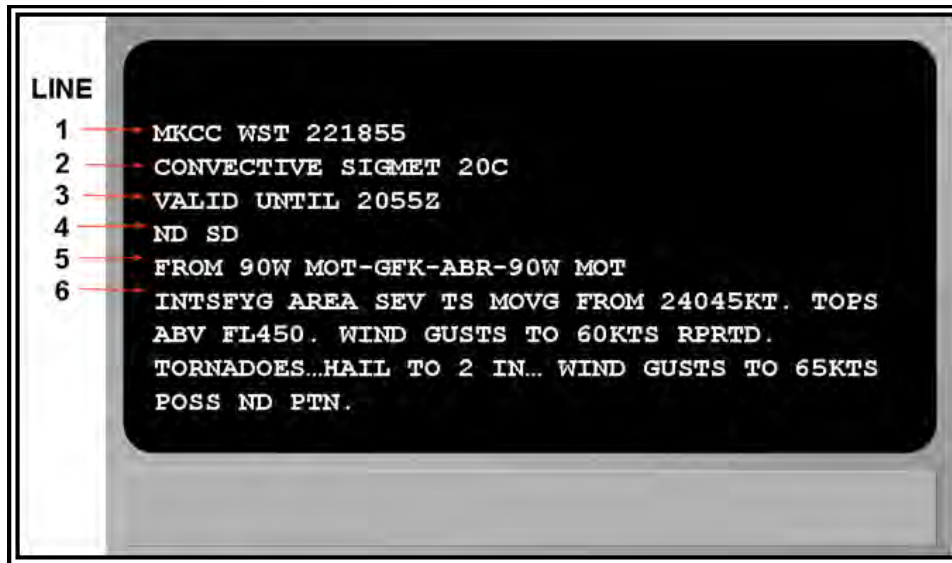 LINE
1 MKCC WST 221855
2 CONVECTIVE SIGMET 20C
3 VALID UNTIL 2055Z
4 ND SD
5 FROM 90W MOT-GFK-ABR-90W MOT
6 INTSFYG AREA SEV TS MOVG FROM 24045KT. TOPS
ABV FL450. WIND GUSTS TO 60KTS RPRTD.
TORNADOES…HAIL TO 2 IN… WIND GUSTS TO 65KTS
POSS ND PTN.